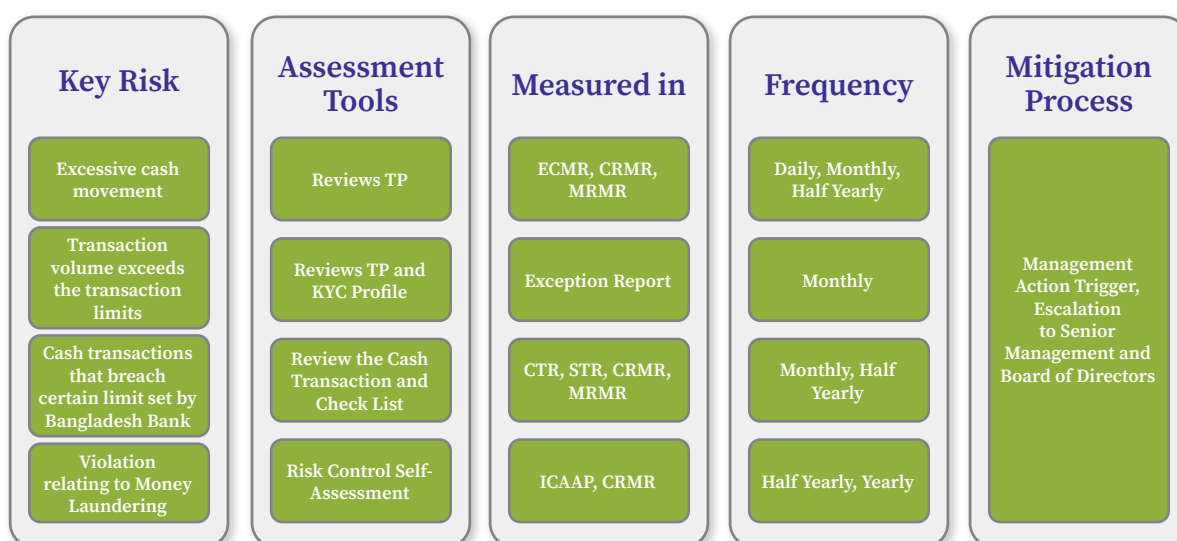 Key Risk
Excessive cash
movement
Transaction
volume exceeds
the transaction
limits
Cash transactions
that breach
certain limit set by
Bangladesh Bank
Violation
relating to Money
Laundering
Assessment
Tools
Reviews TP
Reviews TP and
KYC Profile
Review the Cash
Transaction and
Check List
Risk Control Self-
Assessment
Measured in
ECMR, CRMR,
MRMR
Exception Report
CTR, STR, CRMR,
MRMR
ICAAP, CRMR
Frequency
Daily, Monthly,
Half Yearly
Monthly
Monthly, Half
Yearly
Half Yearly, Yearly
Mitigation
Process
Management
Action Trigger,
Escalation
to Senior
Management and
Board of Directors